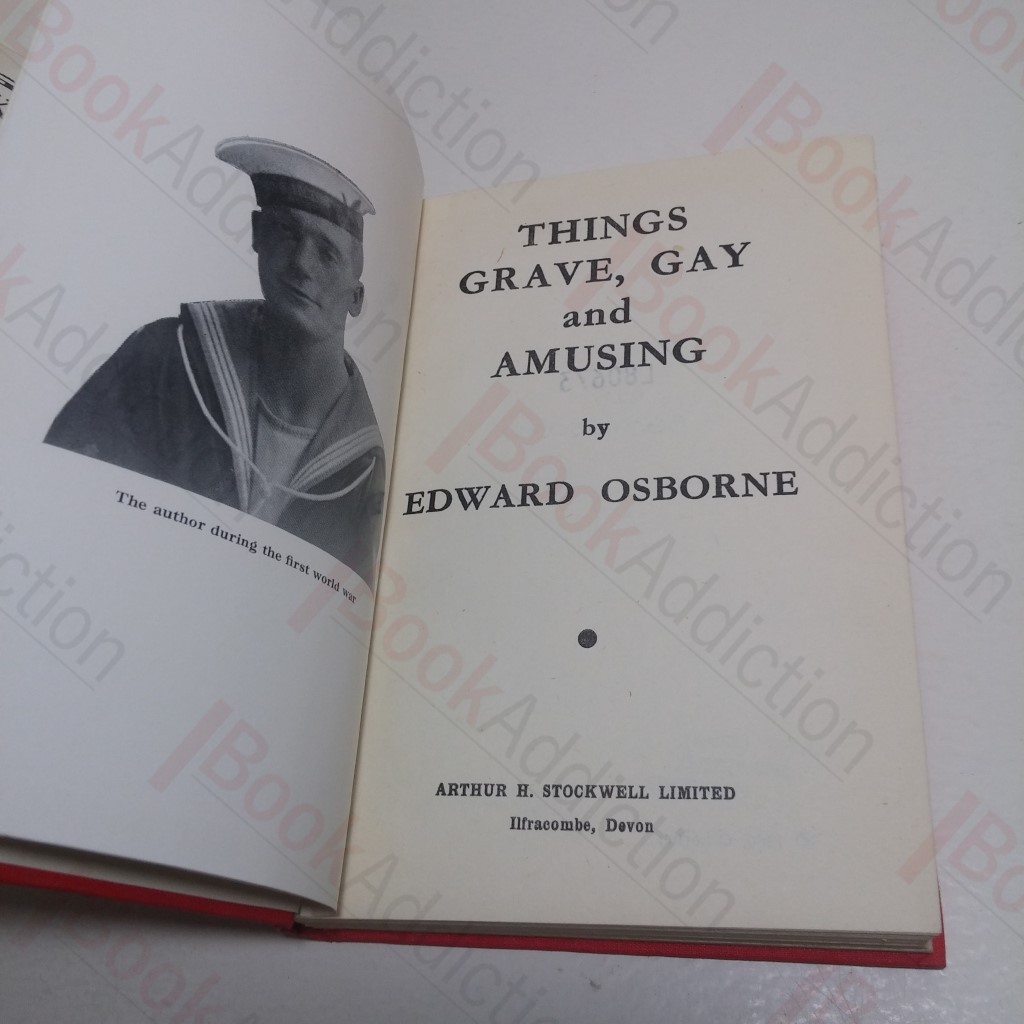 The author during the first world war
THINGS
GRAVE, GAY
and
AMUSING
by
EDWARD OSBORNE
ARTHUR H. STOCKWELL LIMITED
Ilfracombe, Devon
BookAddiction